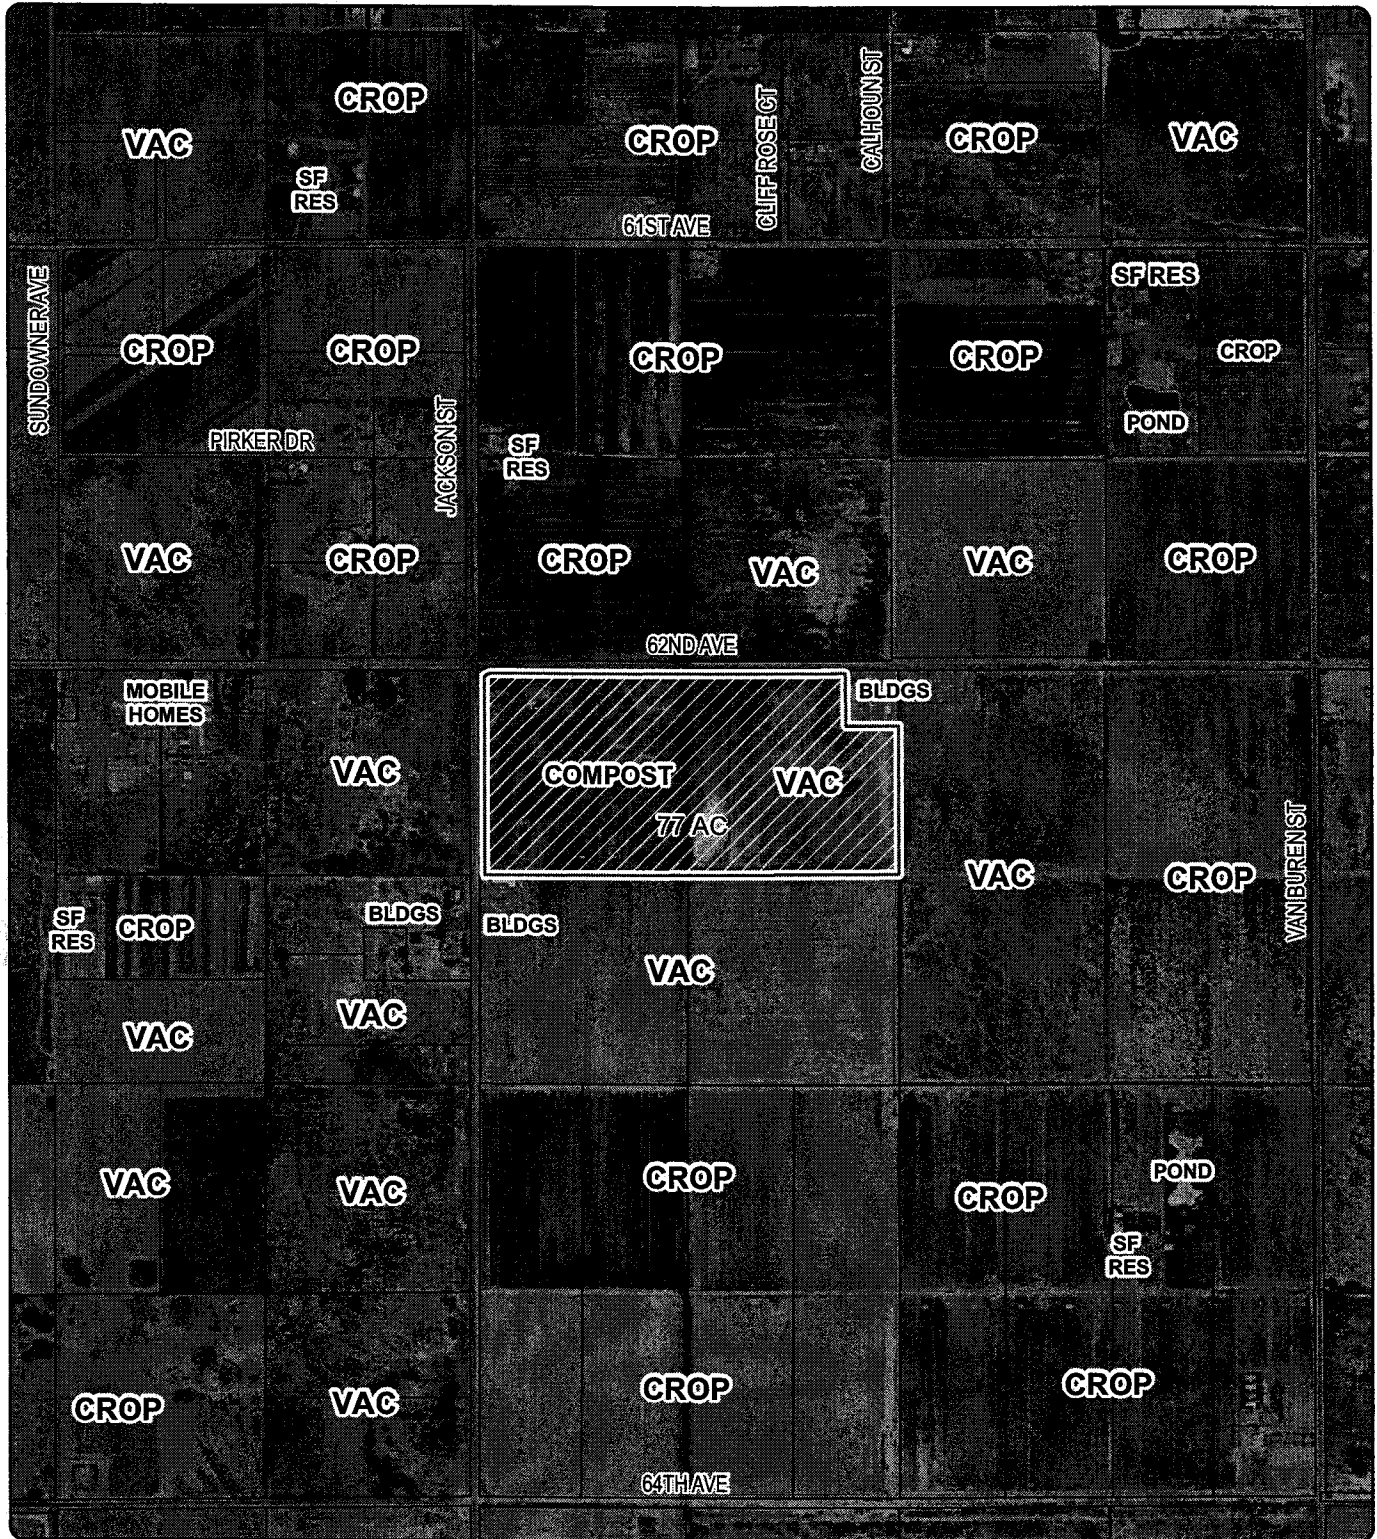 CROP
VAC
SF
RES
CROP
CLIFF ROSE CT
CALHOUN ST
CROP
VAC
61ST AVE
SUNDOWNER AVE
CROP
CROP
PIRKER DR
JACKSON ST
CROP
SF
RES
CROP
SF RES
CROP
POND
VAC
CROP
CROP
VAC
VAC
CROP
62ND AVE
MOBILE
HOMES
VAC
COMPOST
VAC
77 AC
BLDGS
VAC
CROP
VAN BUREN ST
SF
RES
CROP
BLDGS
BLDGS
VAC
VAC
VAC
VAC
VAC
CROP
CROP
POND
SF
RES
CROP
VAC
CROP
CROP
64TH AVE